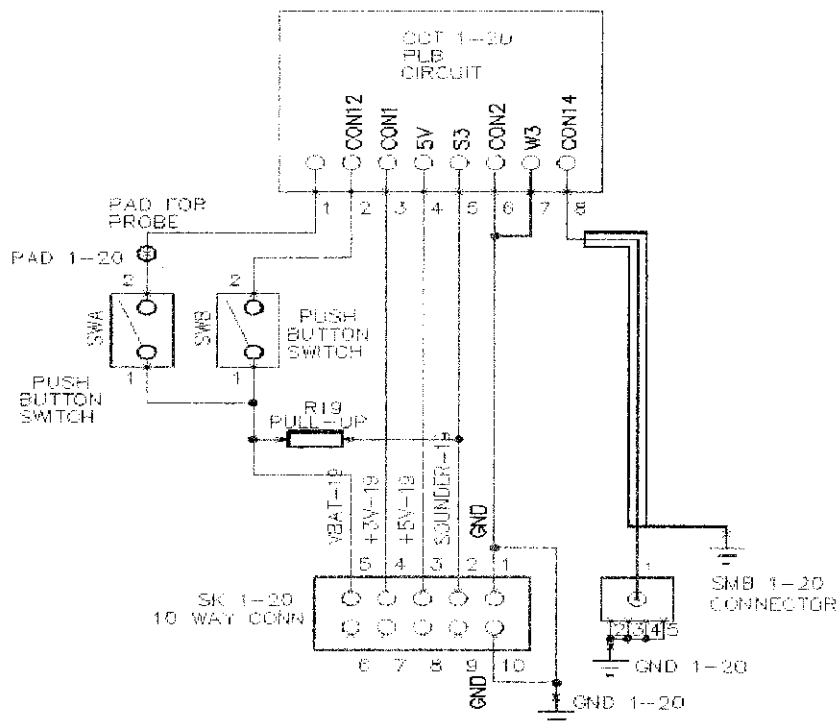 CCT 1-20
PLB
CIRCUIT
CON12
CON1
5V
S3
CON2
W3
CON14
1 2 3 4 5 6 7 8
PAD FOR
PROBE
PAD 1-20
2
2
SWA
SWB
PUSH
BUTTON
SWITCH
1
1
PUSH
BUTTON
SWITCH
R19
PULL-UP
VBAT-19
+3V-19
+5V-19
SOUNDER-19
GND
5 4 3 2 1
SK 1-20
10 WAY CONN
6 7 8 9 10
GND
GND 1-20
1
SMB 1-20
CONNECTOR
2 3 4 5
GND 1-20